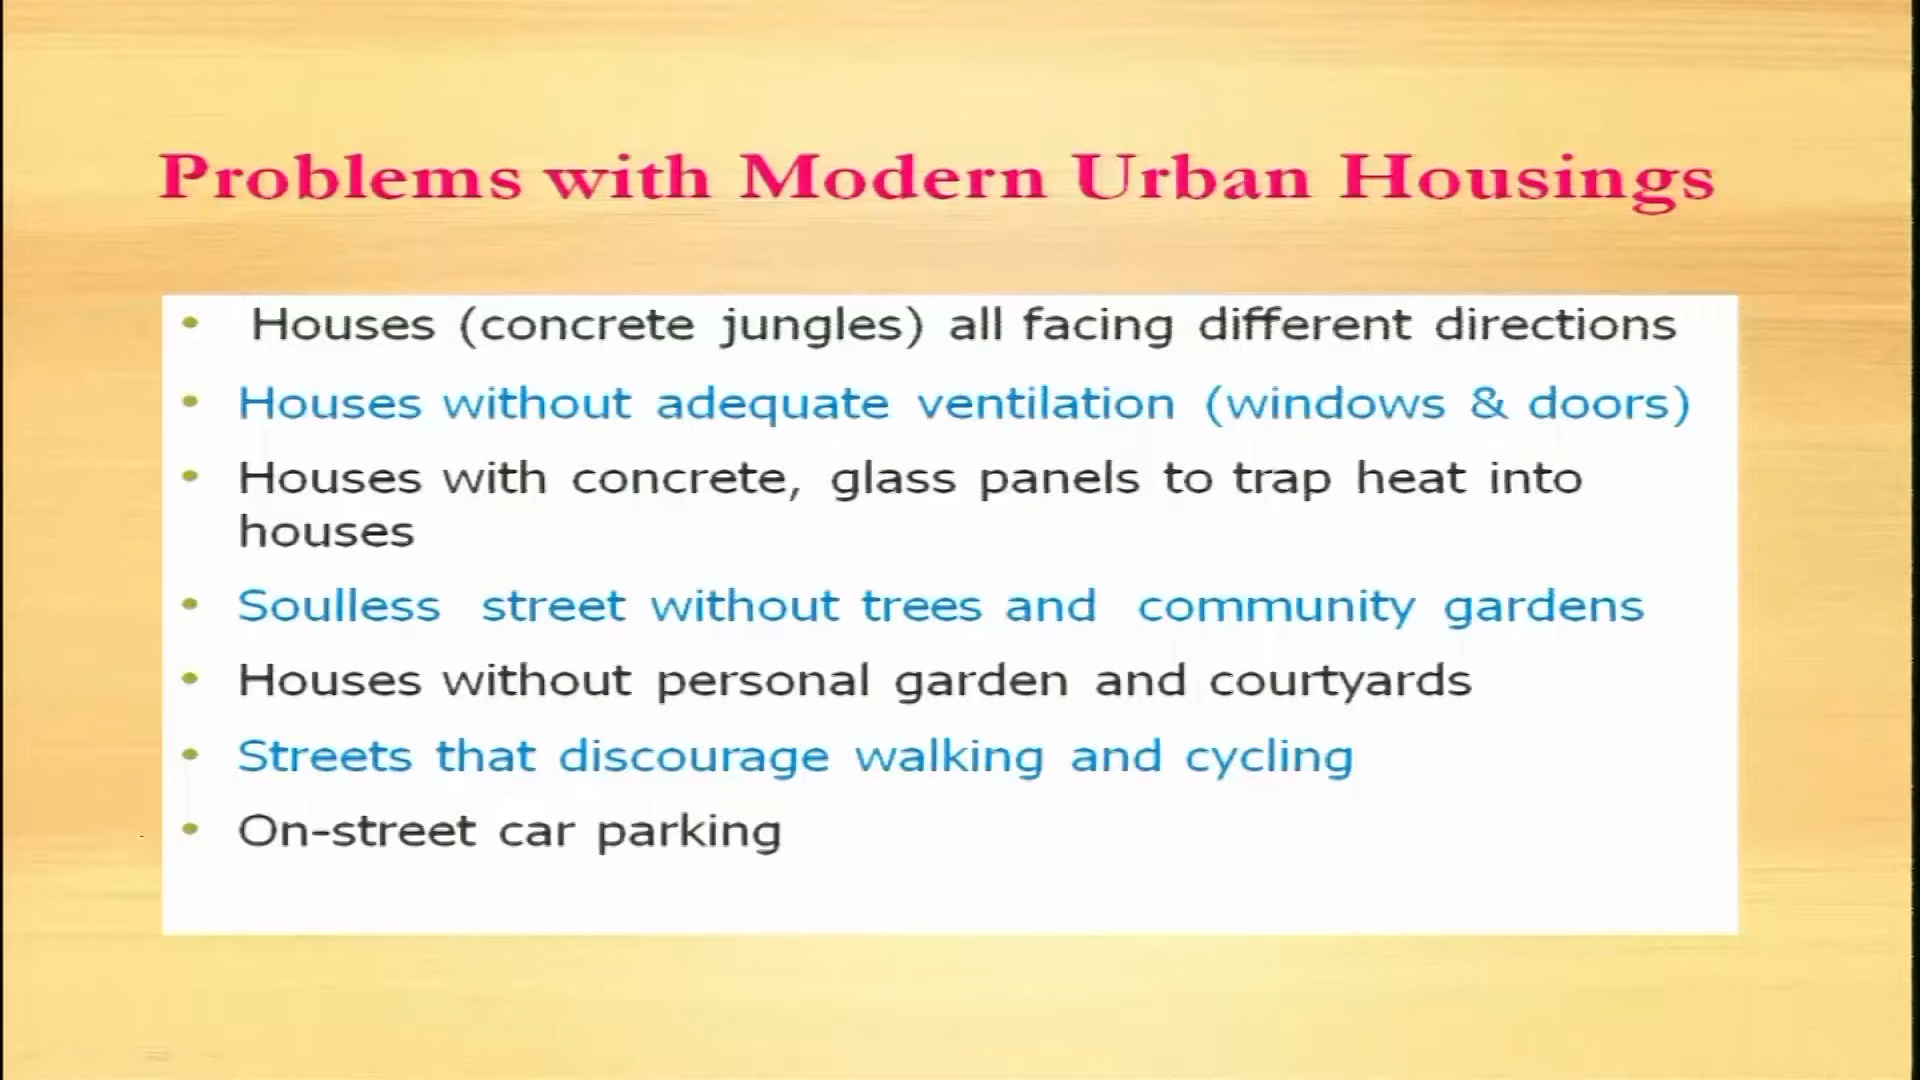 Problems with Modern Urban Housings
• Houses (concrete jungles) all facing different directions
• Houses without adequate ventilation (windows & doors)
• Houses with concrete, glass panels to trap heat into
houses
• Soulless street without trees and community gardens
• Houses without personal garden and courtyards
• Streets that discourage walking and cycling
• On-street car parking